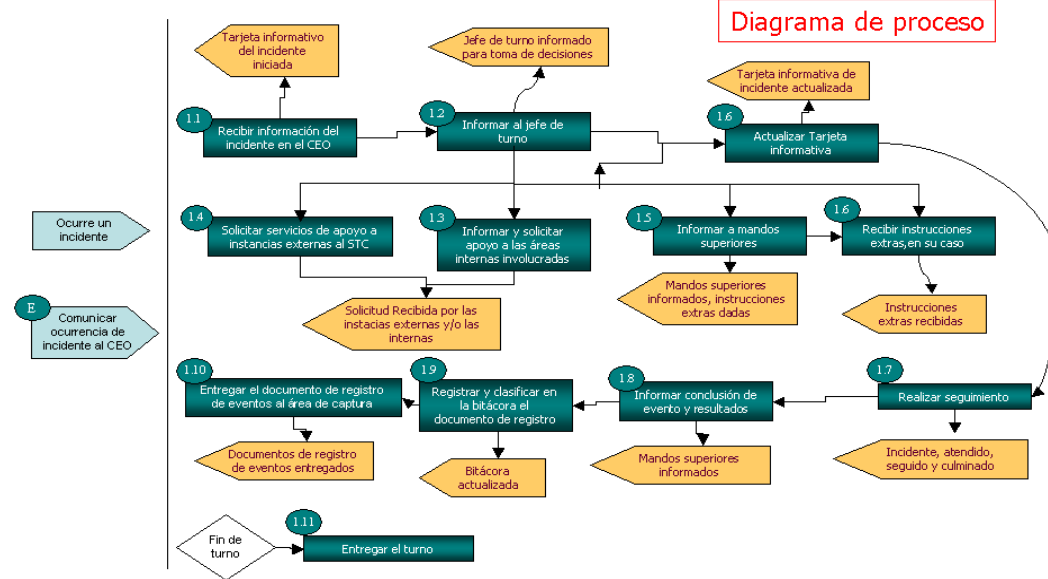 Diagrama de proceso
Tarjeta informativo
del incidente
iniciada
Jefe de turno informado
para toma de decisiones
Tarjeta informativa de
incidente actualizada
1.1
Recibir información del
incidente en el CEO
1.2
Informar al jefe de
turno
1.6
Actualizar Tarjeta
informativa
Ocurre un
incidente
1.4
Solicitar servicios de apoyo a
instancias externas al STC
1.3
Informar y solicitar
apoyo a las áreas
internas involucradas
1.5
Informar a mandos
superiores
1.6
Recibir instrucciones
extras,en su caso
E
Comunicar
ocurrencia de
incidente al CEO
Solicitud Recibida por las
instacias externas y/o las
internas
Mandos superiores
informados, instrucciones
extras dadas
Instrucciones
extras recibidas
1.10
Entregar el documento de registro
de eventos al área de captura
1.9
Registrar y clasificar en
la bitácora el
documento de registro
1.8
Informar conclusión de
evento y resultados
1.7
Realizar seguimiento
Documentos de registro
de eventos entregados
Bitácora
actualizada
Mandos superiores
informados
Incidente, atendido,
seguido y culminado
Fin de
turno
1.11
Entregar el turno